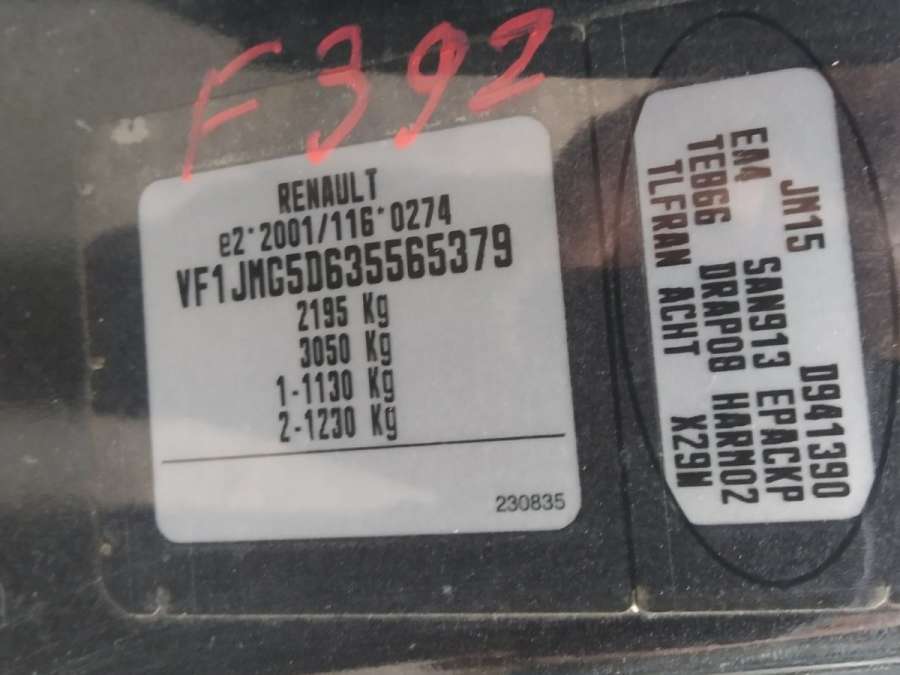 F392
RENAULT
e2*2001/116*0274
VF1JMG5D635565379
2195 Kg
3050 Kg
1-1130 Kg
2-1230 Kg
230835
JM15 D941390
EA4 SAN913 EPACKP
TEB66 DRAP08 HARM02
TLFRAN ACHT X29N